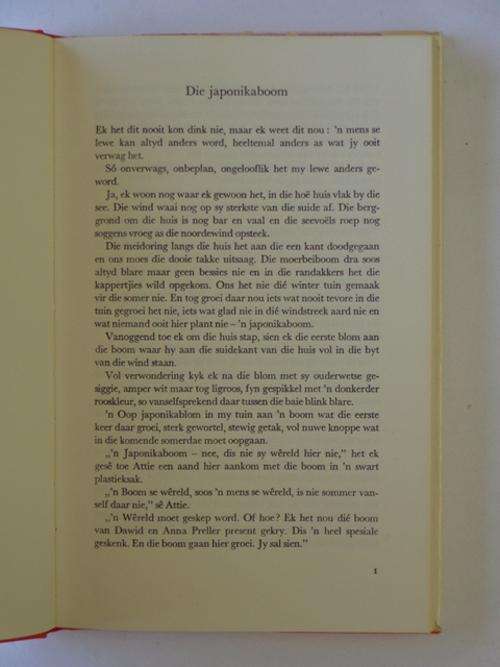 Die japonikaboom
Ek het dit nooit kon dink nie, maar ek weet dit nou : 'n mens se
lewe kan altyd anders word, heeltemal anders as wat jy ooit
verwag het.
Só onverwags, onbeplan, ongelooflik het my lewe anders ge-
word.
Ja, ek woon nog waar ek gewoon het, in die hoë huis vlak by die
see. Die wind waai nog op sy sterkste van die suide af. Die berg-
grond om die huis is nog bar en vaal en die seevoëls roep nog
soggens vroeg as die noordewind opsteek.
Die meidoring langs die huis het aan die een kant doodgegaan
en ons moes die dooie takke uitsaag. Die moerbeiboom dra soos
altyd blare maar geen bessies nie en in die randakkers het die
kappertjies wild opgekom. Ons het nie dié winter tuin gemaak
vir die somer nie. En tog groei daar nou iets wat nooit tevore in die
tuin gegroei het nie, iets wat glad nie in dié windstreek aard nie en
wat niemand ooit hier plant nie – 'n japonikaboom.
Vanoggend toe ek om die huis stap, sien ek die eerste blom aan
die boom waar hy aan die suidekant van die huis vol in die byt
van die wind staan.
Vol verwondering kyk ek na die blom met sy ouderwetse ge-
siggie, amper wit maar tog ligroos, fyn gespikkel met 'n donkerder
rooskleur, so vanselfsprekend daar tussen die baie blink blare.
'n Oop japonikablom in my tuin aan 'n boom wat die eerste
keer daar groei, sterk gewortel, stewig getak, vol nuwe knoppe wat
in die komende somerdae moet oopgaan.
„'n Japonikaboom – nee, dis nie sy wêreld hier nie,” het ek
gesê toe Attie een aand hier aankom met die boom in 'n swart
plastieksak.
„'n Boom se wêreld, soos 'n mens se wêreld, is nie sommer van-
self daar nie,” sê Attie.
„'n Wêreld moet geskep word. Of hoe? Ek het nou dié boom
van Dawid en Anna Preller present gekry. Dis 'n heel spesiale
geskenk. En die boom gaan hier groei. Jy sal sien.”
1